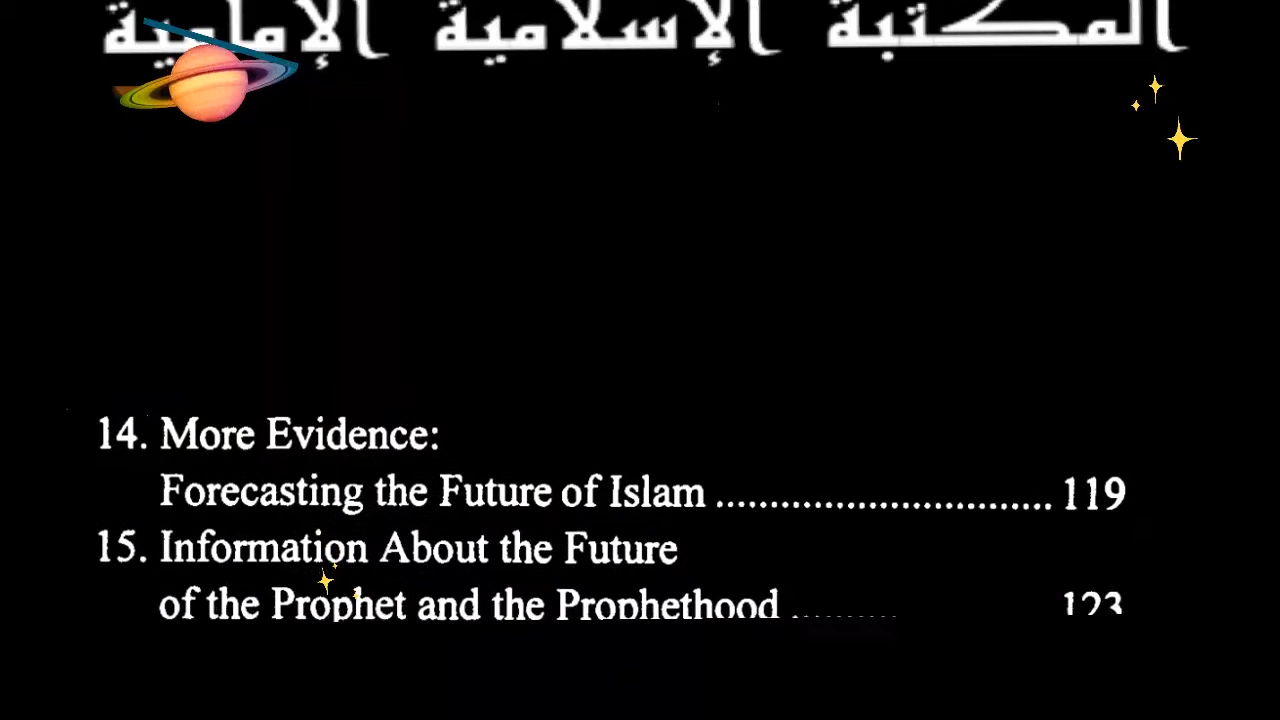 المكتبة الإسلامية الإمامية
14. More Evidence:
Forecasting the Future of Islam ............................... 119
15. Information About the Future
of the Prophet and the Prophethood .......... 123